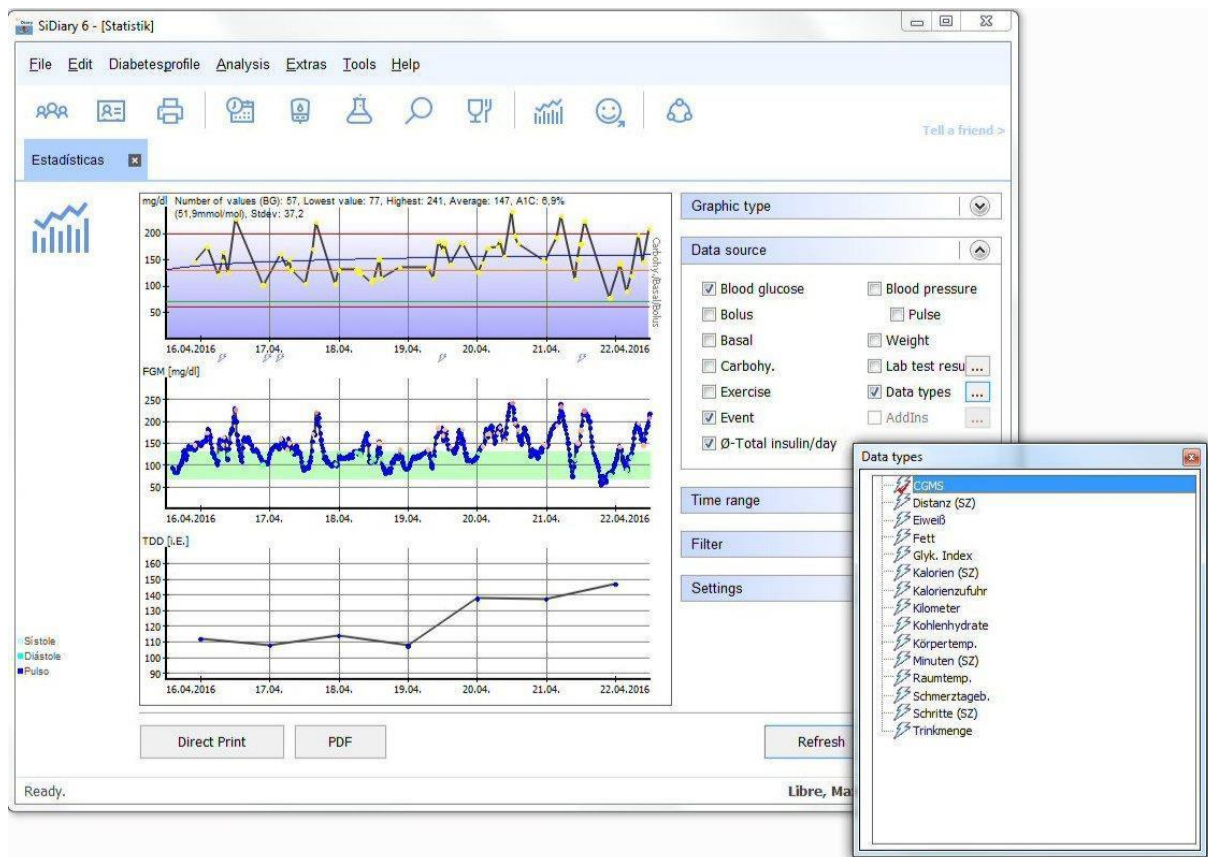 SiDiary 6 - [Statistik]
File Edit Diabetesprofile Analysis Extras Tools Help
Tell a friend >
Estadísticas
mg/dl Number of values (BG): 57, Lowest value: 77, Highest: 241, Average: 147, A1C: 6,9%
(51,9mmol/mol), Stdev: 37,2
200
150
100
50
Carbohy./Basal/Bolus
16.04.2016 17.04. 18.04. 19.04. 20.04. 21.04. 22.04.2016
FGM [mg/dl]
250
200
150
100
50
16.04.2016 17.04. 18.04. 19.04. 20.04. 21.04. 22.04.2016
TDD [I.E.]
160
150
140
130
120
110
100
90
16.04.2016 17.04. 18.04. 19.04. 20.04. 21.04. 22.04.2016
Sístole
Diástole
Pulso
Graphic type
Data source
Blood glucose Blood pressure
Bolus Pulse
Basal Weight
Carbohy. Lab test resu ...
Exercise Data types ...
Event AddIns ...
Ø-Total insulin/day
Time range
Filter
Settings
Data types
CGMS
Distanz (SZ)
Eiweiß
Fett
Glyk. Index
Kalorien (SZ)
Kalorienzufuhr
Kilometer
Kohlenhydrate
Körpertemp.
Minuten (SZ)
Raumtemp.
Schmerztageb.
Schritte (SZ)
Trinkmenge
Direct Print PDF Refresh
Ready. Libre, Ma